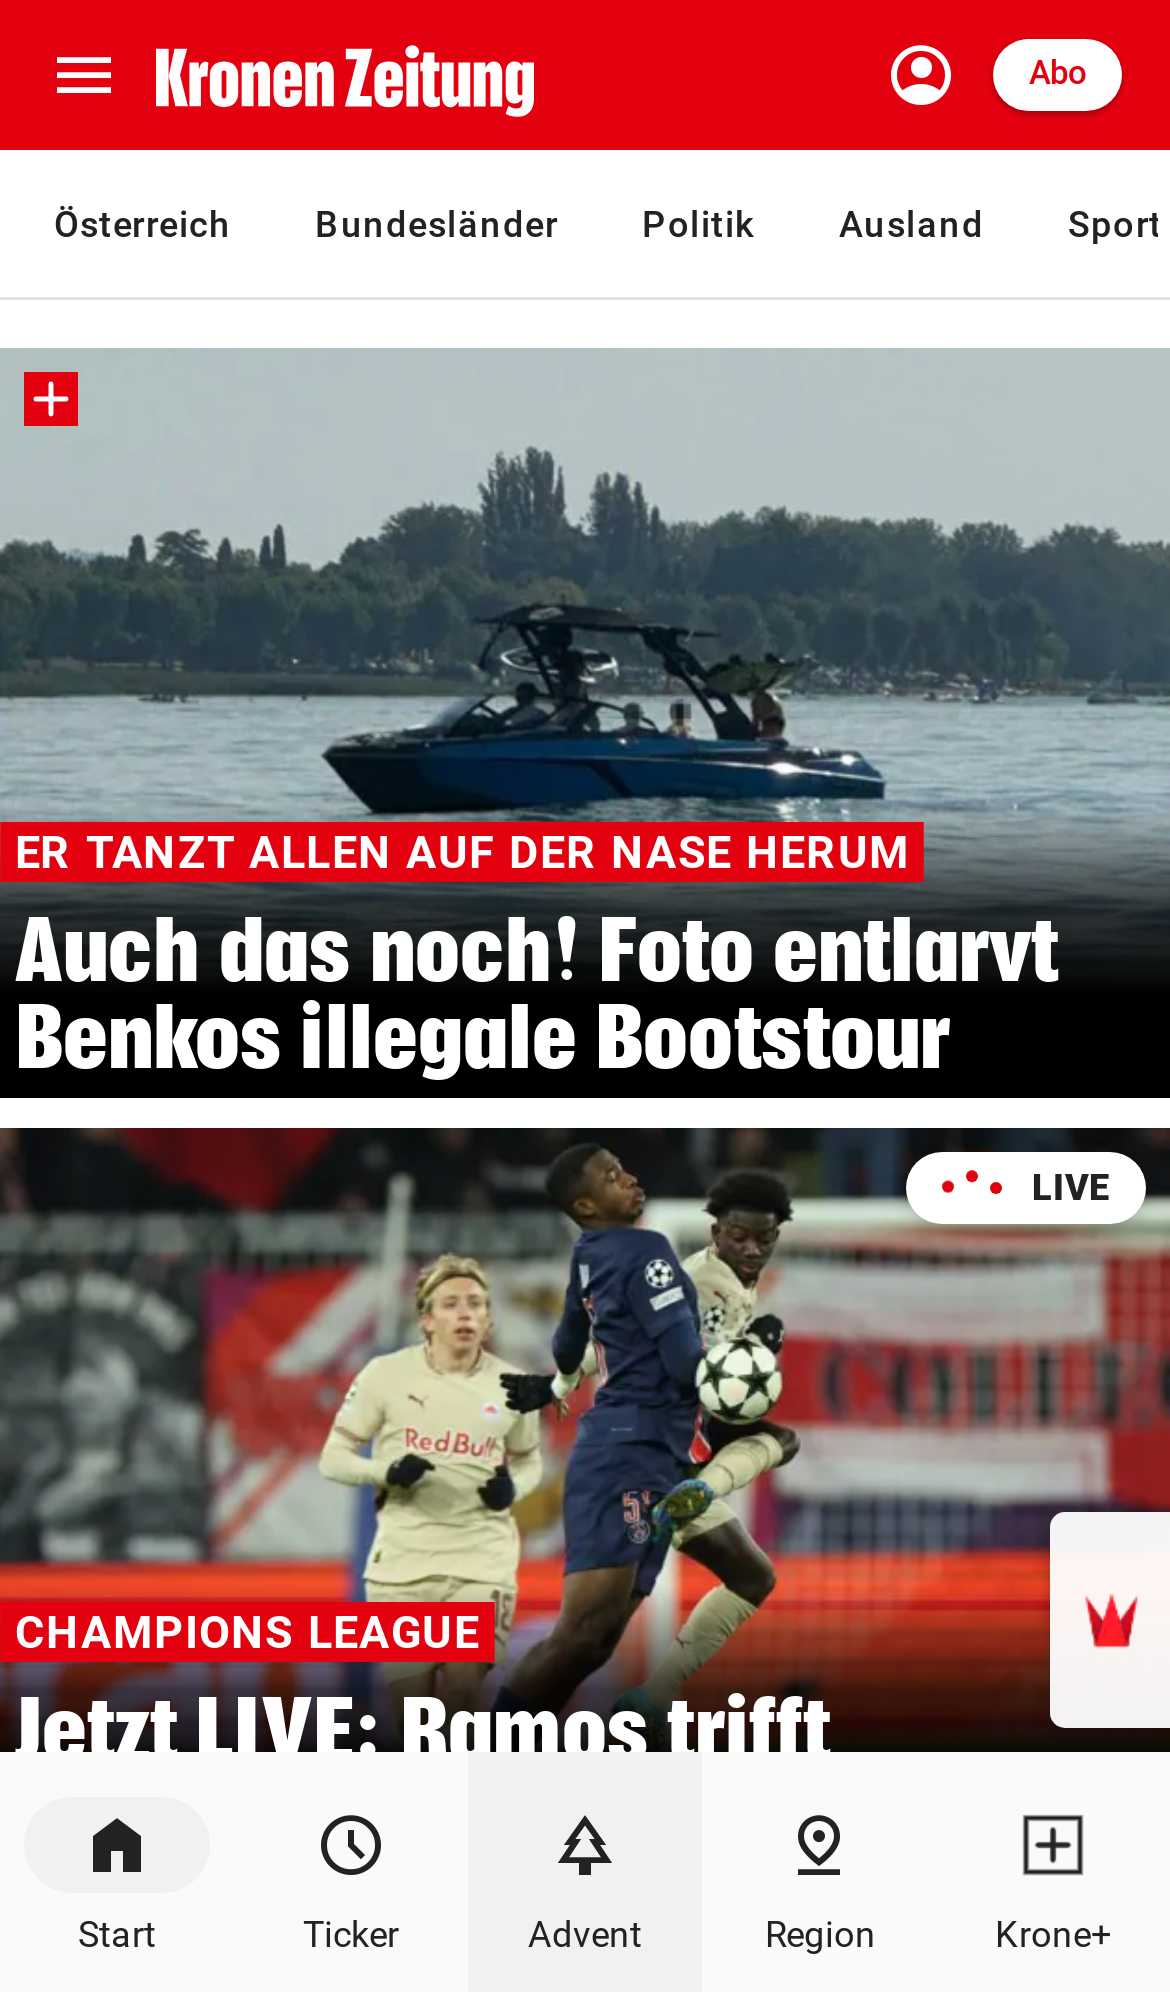 Kronen Zeitung
Abo
Österreich
Bundesländer
Politik
Ausland
Sport
ER TANZT ALLEN AUF DER NASE HERUM
Auch das noch! Foto entlarvt
Benkos illegale Bootstour
LIVE
Red Bull
5
CHAMPIONS LEAGUE
Jetzt LIVE: Ramos trifft
Start
Ticker
Advent
Region
Krone+